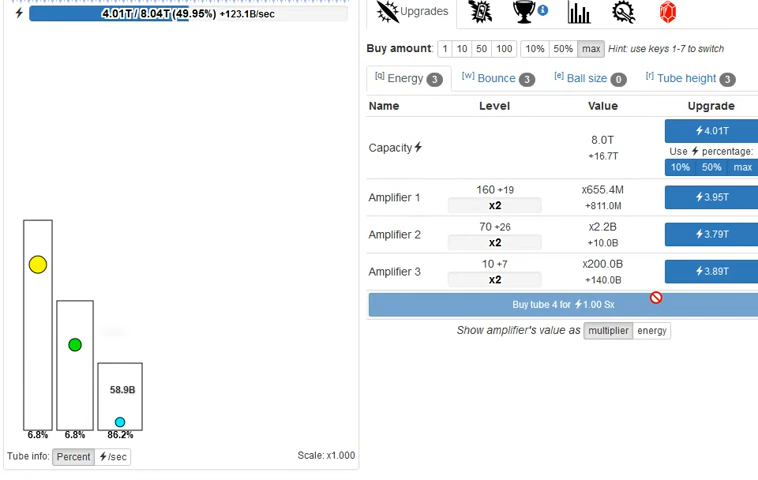 4.01T / 8.04T (49.95%) +123.1B/sec
Upgrades
Buy amount: 1 10 50 100 10% 50% max Hint: use keys 1-7 to switch
[q] Energy 3 [w] Bounce 3 [e] Ball size 0 [r] Tube height 3
Name Level Value Upgrade
Capacity 8.0T +16.7T 4.01T
Use percentage:
10% 50% max
Amplifier 1 160 +19 x2 x655.4M +811.0M 3.95T
Amplifier 2 70 +26 x2 x2.2B +10.0B 3.79T
Amplifier 3 10 +7 x2 x200.0B +140.0B 3.89T
Buy tube 4 for 1.00 Sx
Show amplifier's value as multiplier energy
58.9B
6.8% 6.8% 86.2%
Tube info: Percent /sec Scale: x1.000